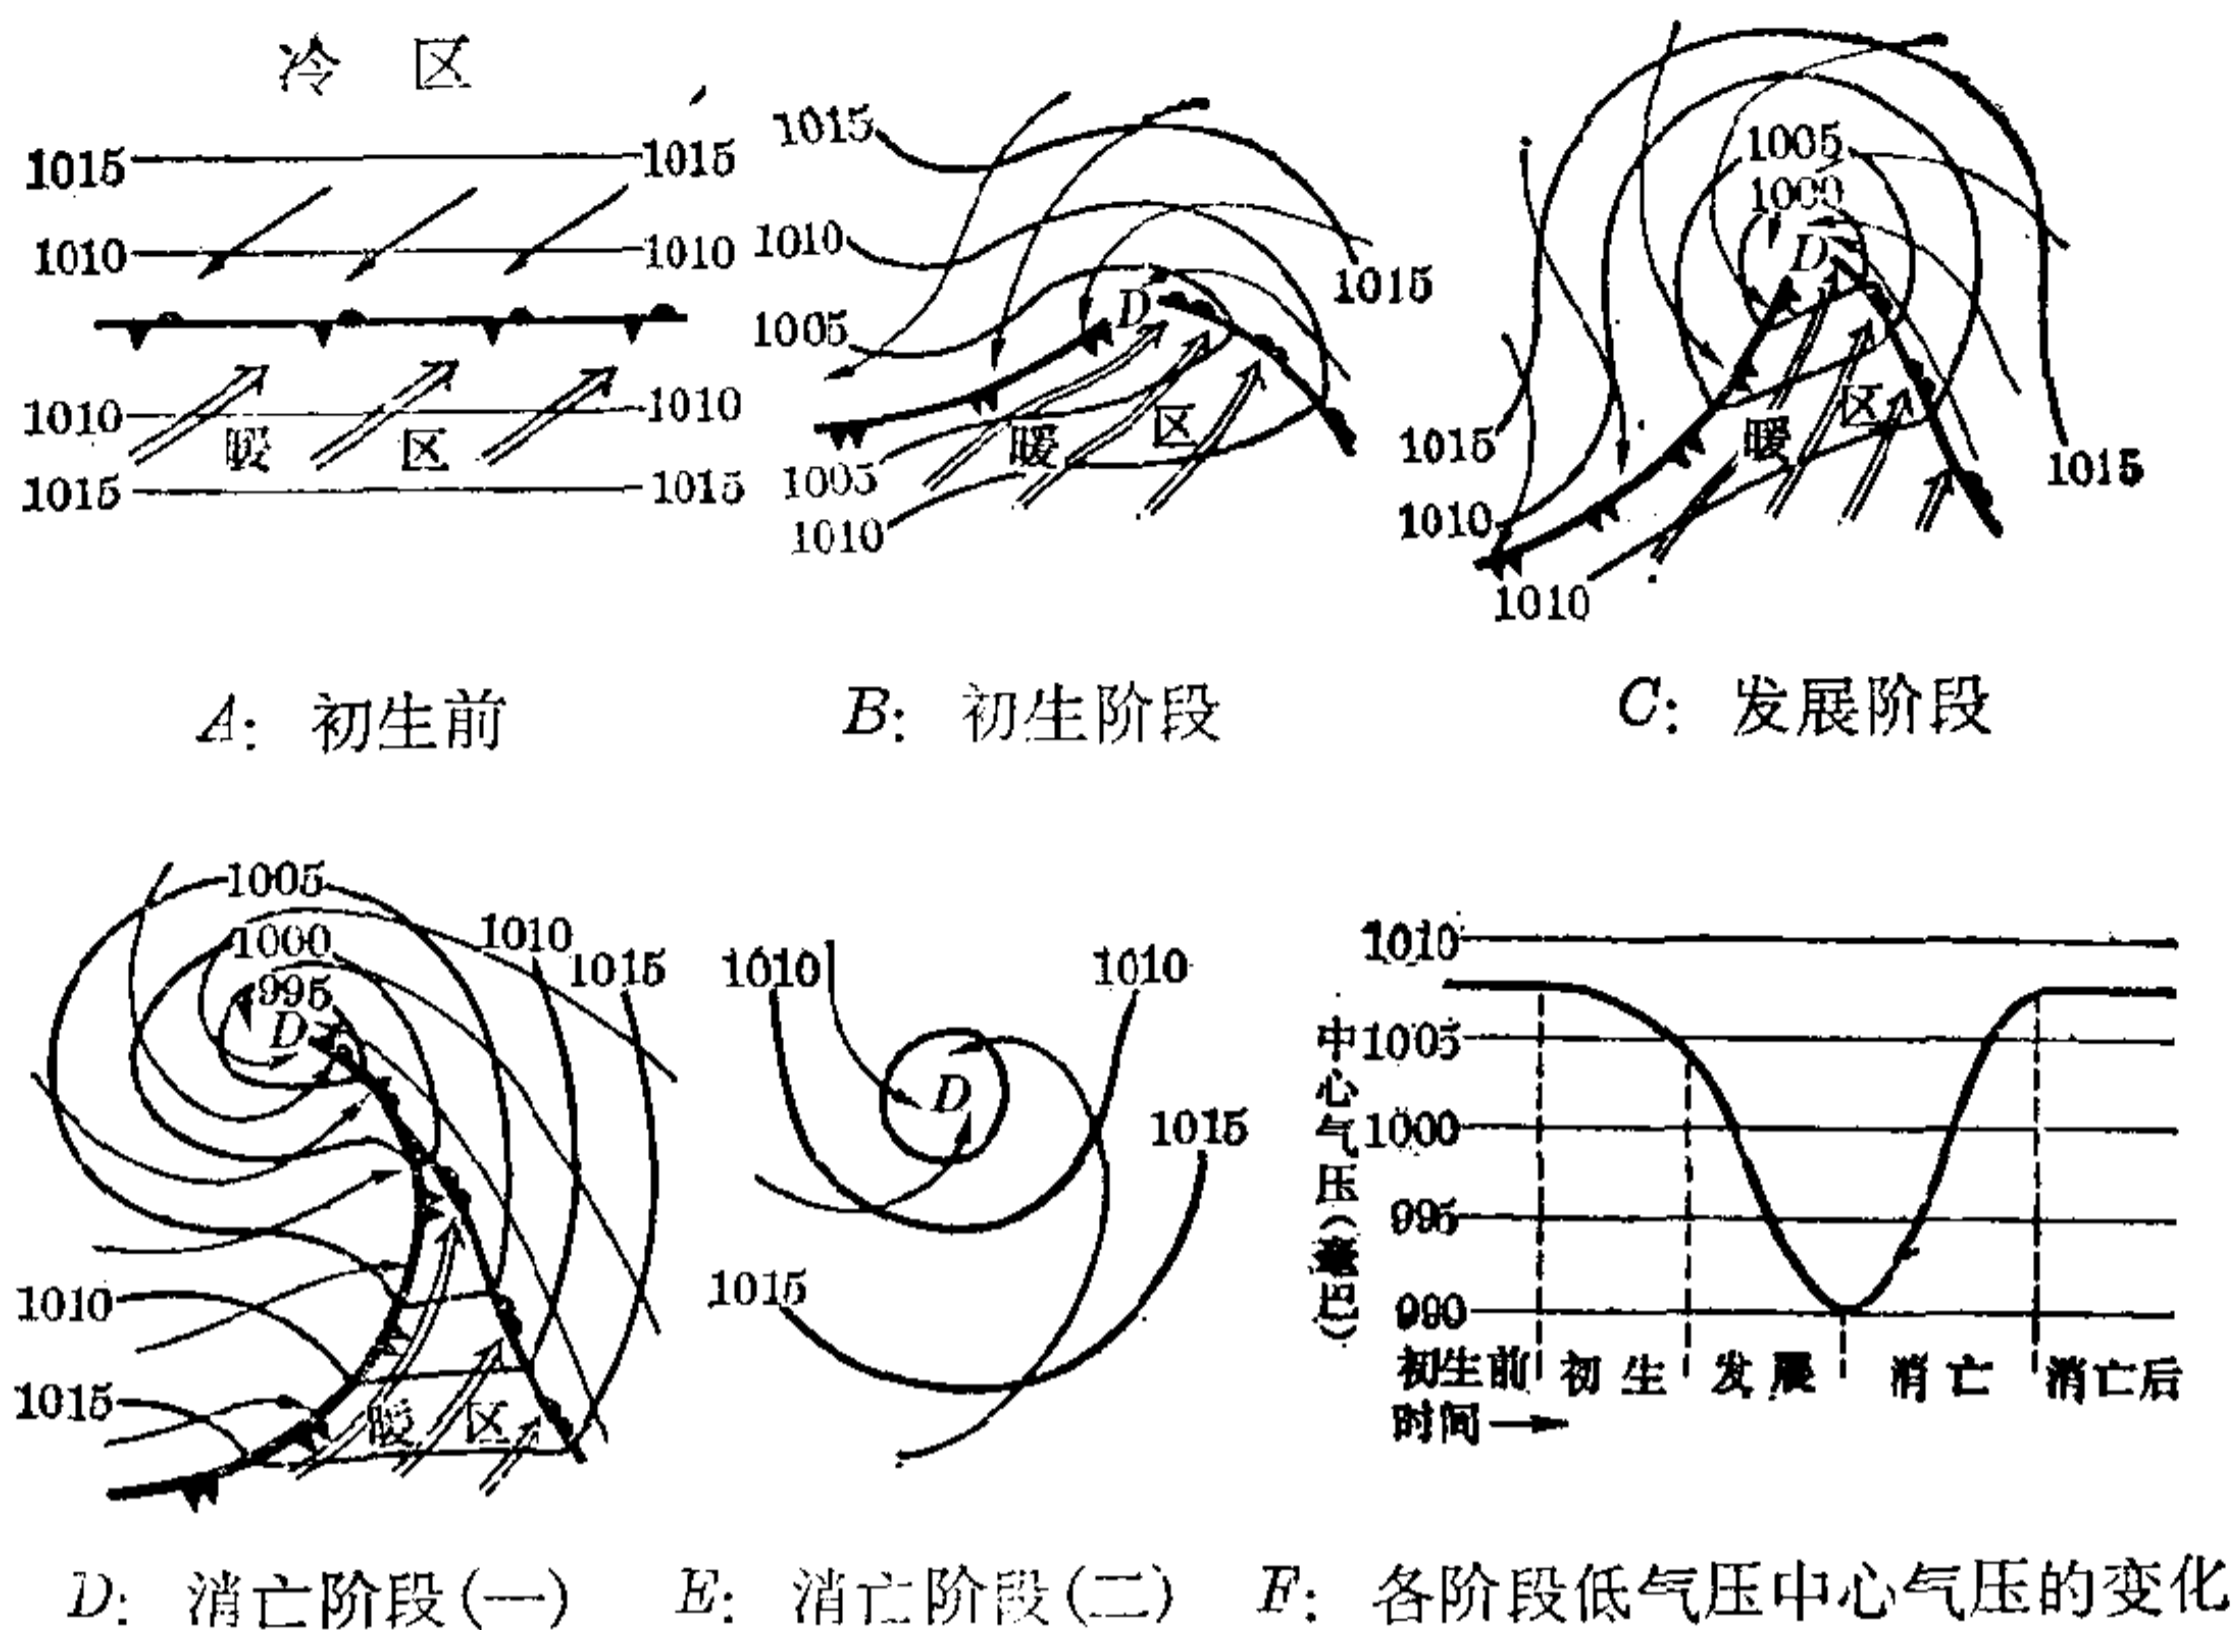 冷 区
1015 1015
1010 1010
1010 1010
暖 区
1015 1015
A: 初生前
1015
1010
1015
1005
D
暖 区
1005
1010
B: 初生阶段
1005
1000
D
暖 区
1015
1015
1010
1010
C: 发展阶段
1005
1000
1010
1015
995
D
1010
1015
暖 区
D: 消亡阶段(一)
1010 1010
D
1015
1015
E: 消亡阶段(二)
中心气压(毫巴)
1010
1005
1000
995
990
初生前 初生 发展 消亡 消亡后
时间
F: 各阶段低气压中心气压的变化